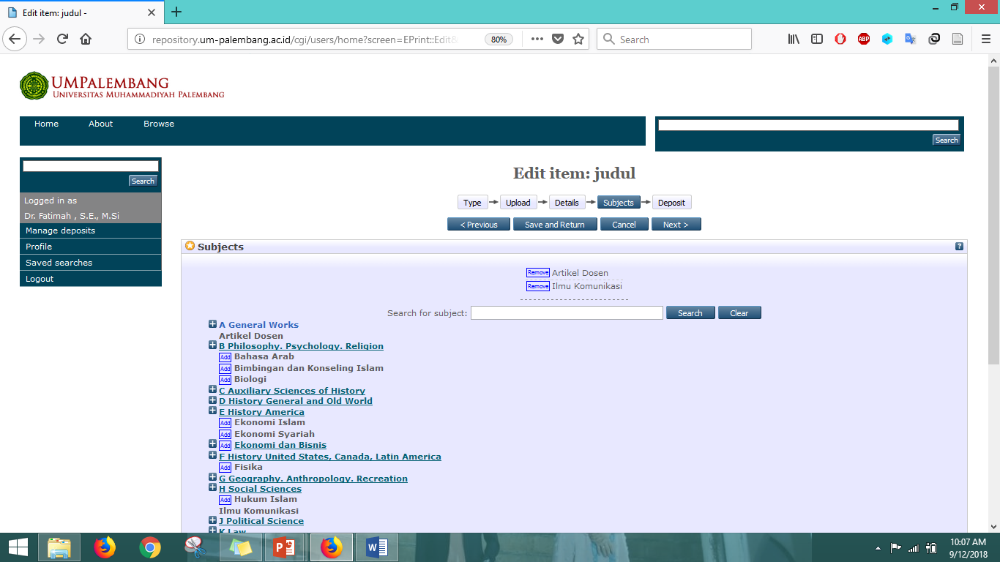 Edit item: judul -
repository.um-palembang.ac.id/cgi/users/home?screen=EPrint::Edit&
80%
Search
ABP
UMPALEMBANG
UNIVERSITAS MUHAMMADIYAH PALEMBANG
Home About Browse
Search
Search
Logged in as
Dr. Fatimah , S.E., M.Si
Manage deposits
Profile
Saved searches
Logout
Edit item: judul
Type Upload Details Subjects Deposit
< Previous Save and Return Cancel Next >
Subjects ?
Remove Artikel Dosen
Remove Ilmu Komunikasi
Search for subject: Search Clear
A General Works
Artikel Dosen
B Philosophy. Psychology. Religion
Add Bahasa Arab
Add Bimbingan dan Konseling Islam
Add Biologi
C Auxiliary Sciences of History
D History General and Old World
E History America
Add Ekonomi Islam
Add Ekonomi Syariah
Add Ekonomi dan Bisnis
F History United States, Canada, Latin America
Add Fisika
G Geography. Anthropology. Recreation
H Social Sciences
Add Hukum Islam
Ilmu Komunikasi
J Political Science
K Law
10:07 AM
9/12/2018